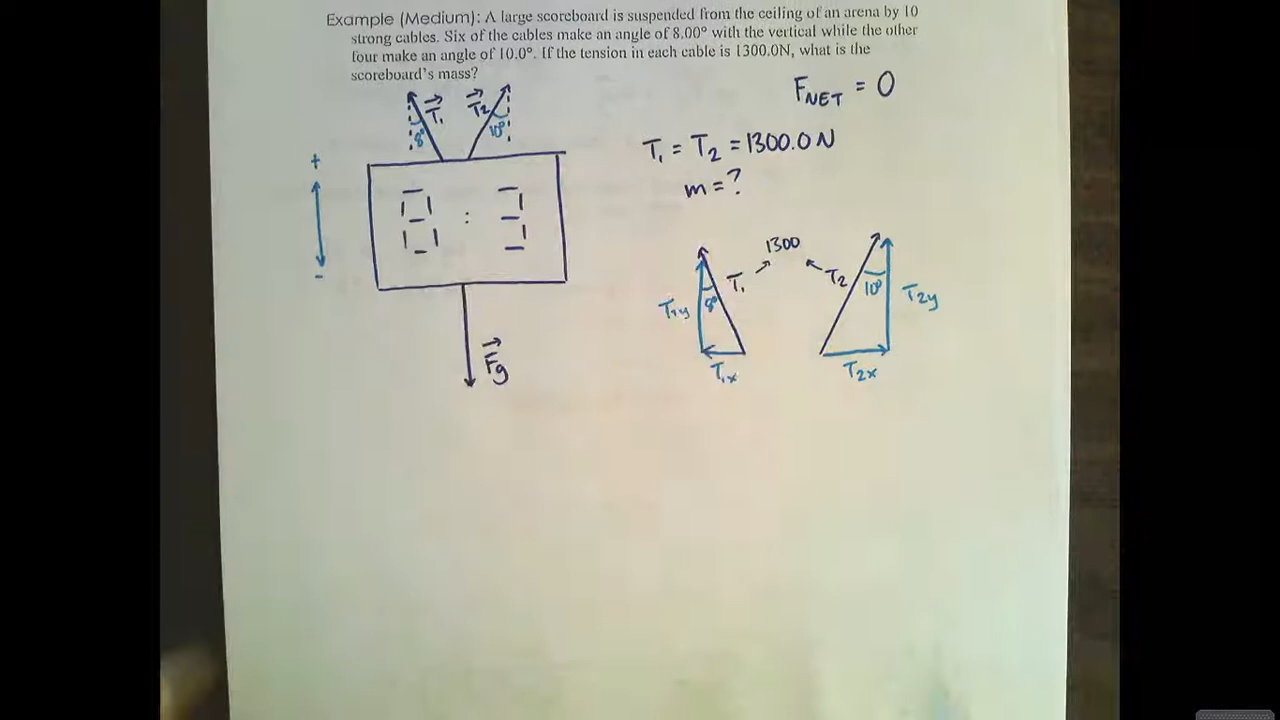 Example (Medium): A large scoreboard is suspended from the ceiling of an arena by 10
strong cables. Six of the cables make an angle of 8.00° with the vertical while the other
four make an angle of 10.0°. If the tension in each cable is 1300.0N, what is the
scoreboard's mass?
F_NET = 0
T₁ T₂
8° 10°
T₁ = T₂ = 1300.0 N
m = ?
+
-
8 : 3
1300
T₁ T₂
8° 10°
T₁y T₂y
Fg
T₁x T₂x